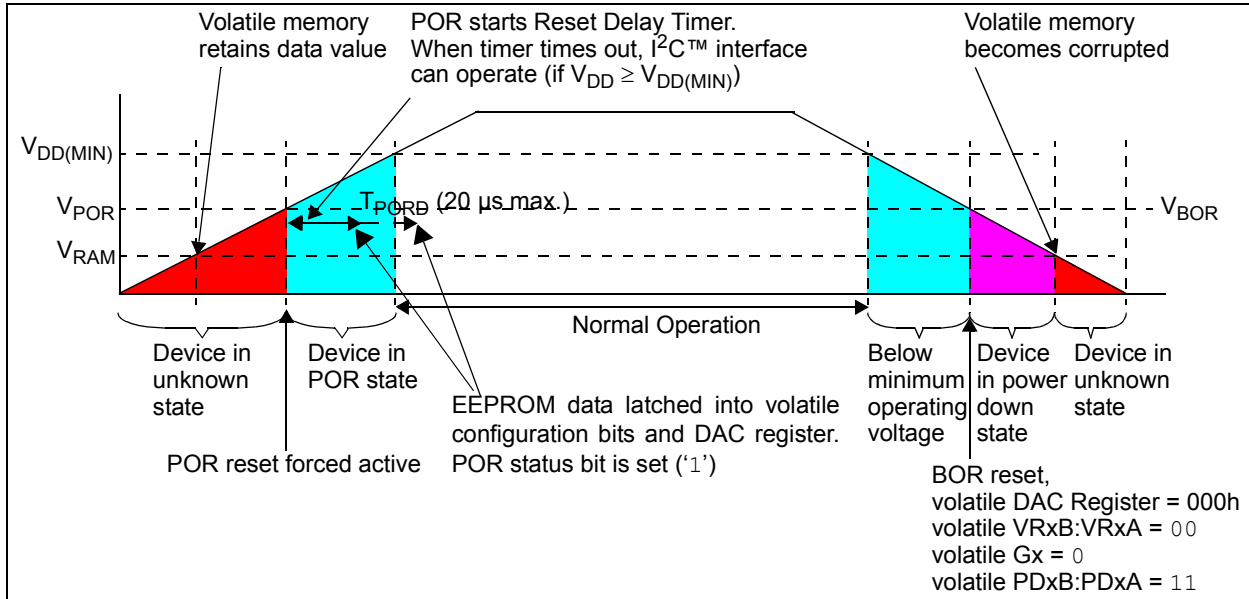 Volatile memory
retains data value
POR starts Reset Delay Timer.
When timer times out, I²C™ interface
can operate (if VDD ≥ VDD(MIN))
Volatile memory
becomes corrupted
VDD(MIN)
VPOR
TPORD (20 µs max.)
VBOR
VRAM
Normal Operation
Device in
unknown
state
Device in
POR state
Below
minimum
operating
voltage
Device
in power
down
state
Device in
unknown
state
EEPROM data latched into volatile
configuration bits and DAC register.
POR status bit is set (‘1’)
POR reset forced active
BOR reset,
volatile DAC Register = 000h
volatile VRxB:VRxA = 00
volatile Gx = 0
volatile PDxB:PDxA = 11